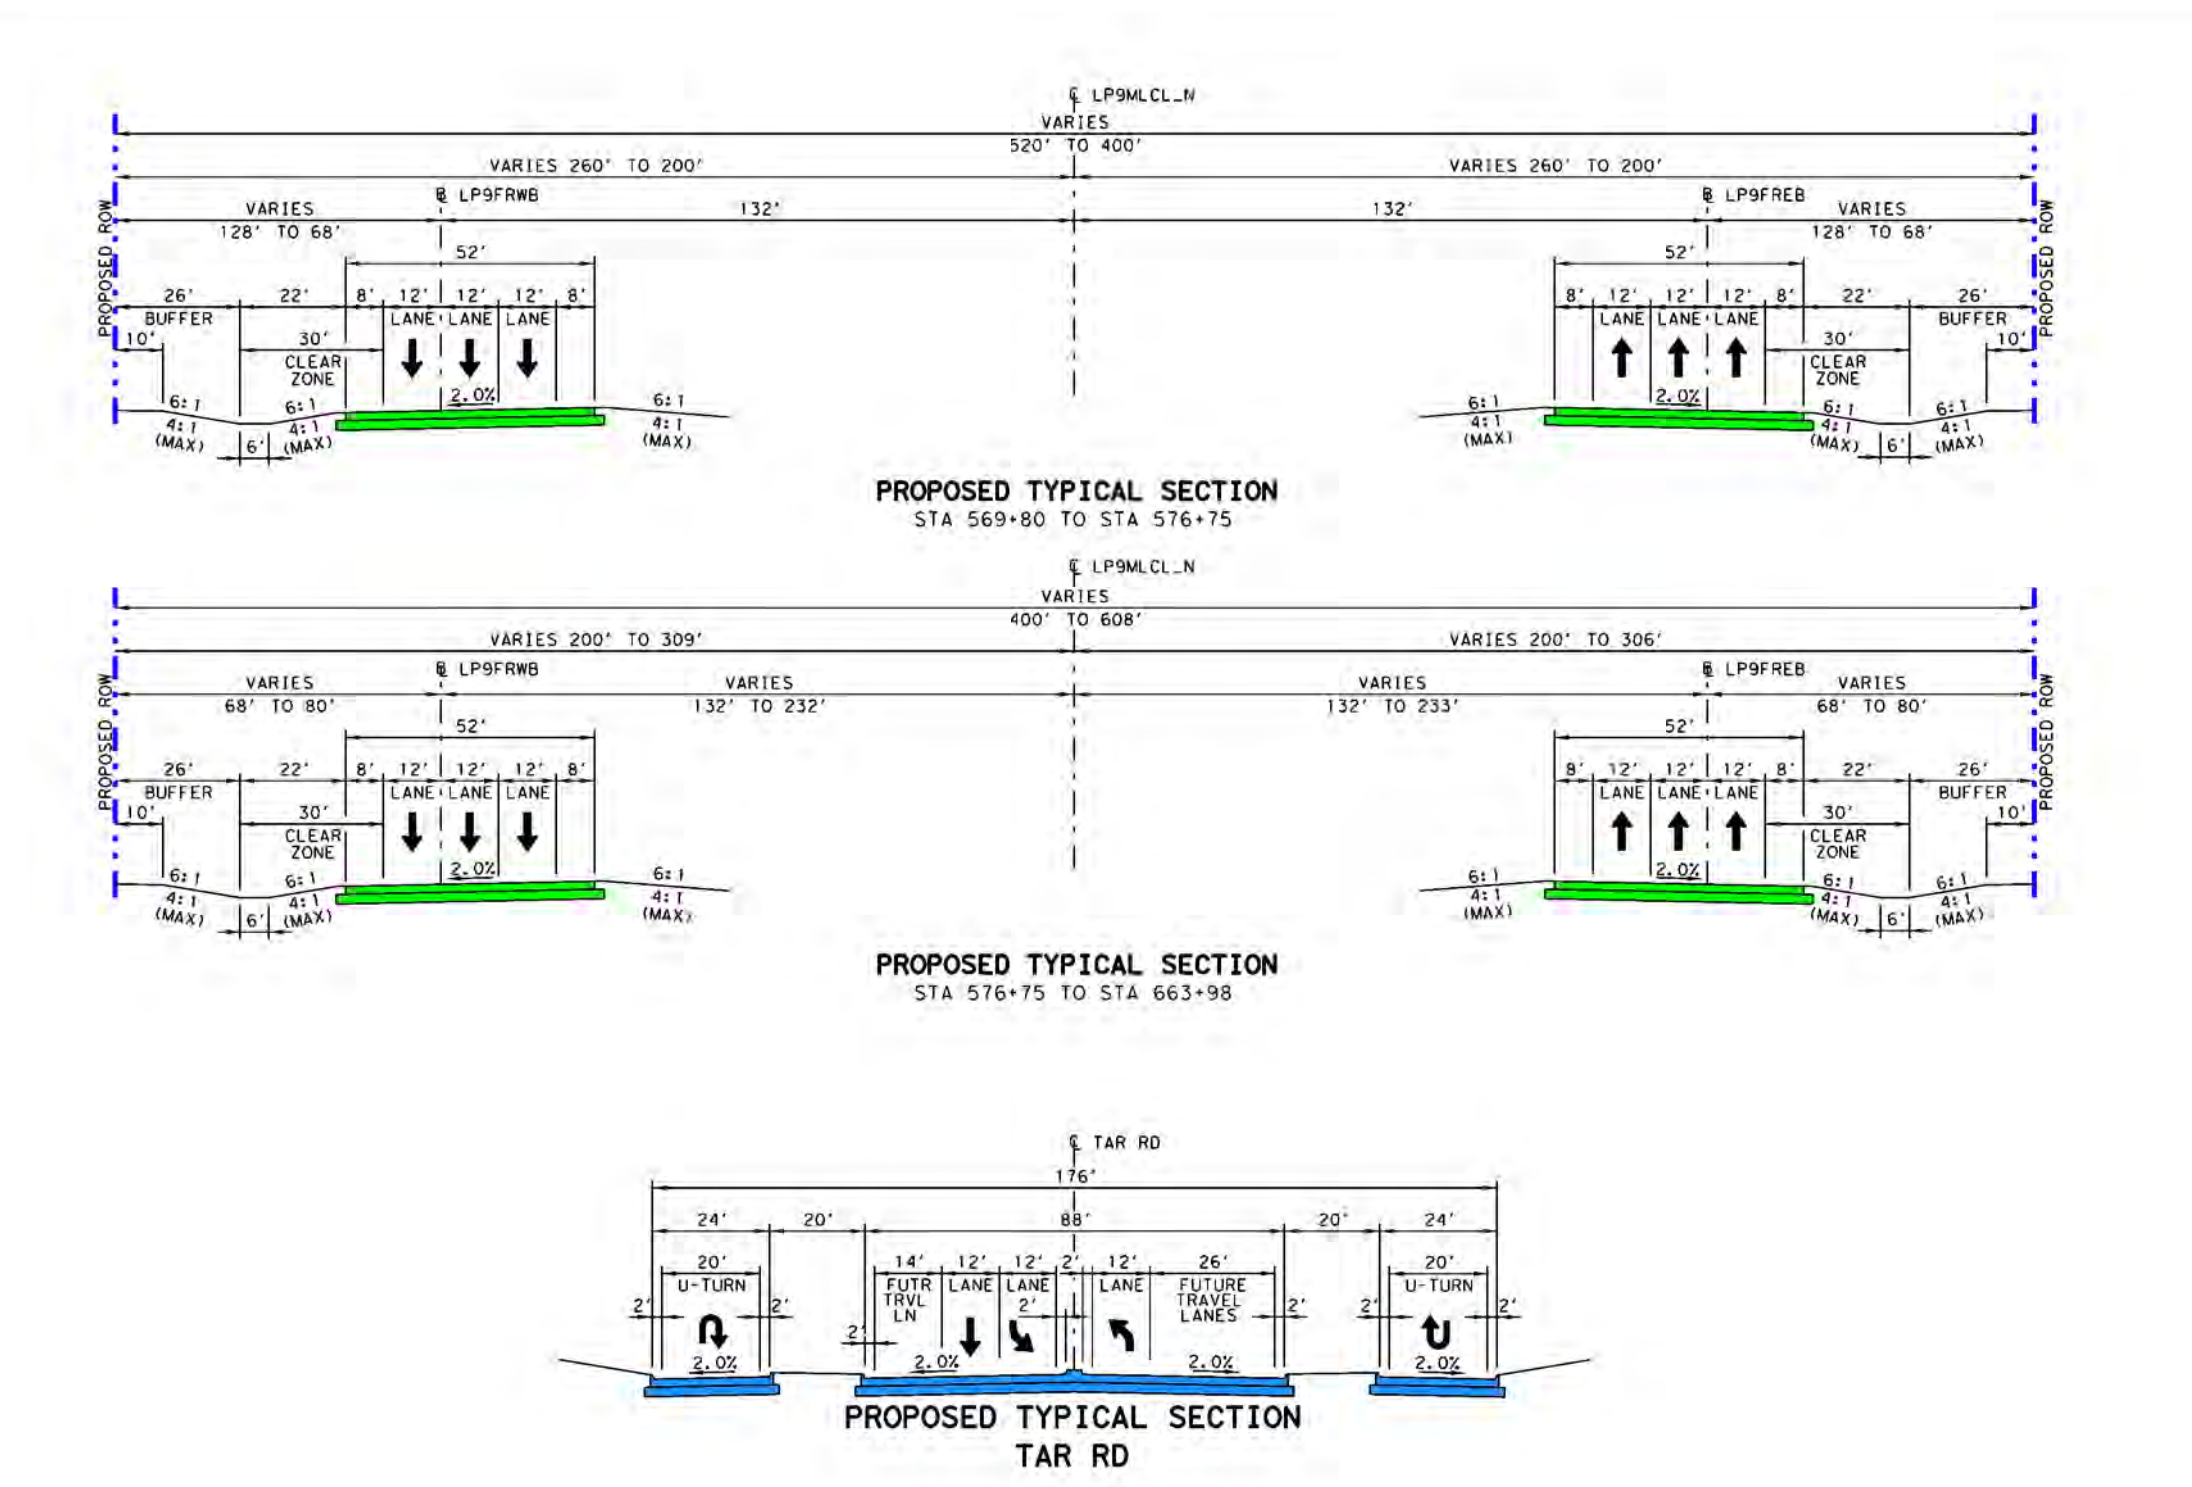 ℄ LP9MLCL_N
VARIES
520' TO 400'
VARIES 260' TO 200' VARIES 260' TO 200'
PROPOSED ROW
PROPOSED ROW
VARIES
128' TO 68'
B LP9FRWB
132' 132'
B LP9FREB
VARIES
128' TO 68'
52' 52'
26' 22' 8' 12' 12' 12' 8' 8' 12' 12' 12' 8' 22' 26'
BUFFER LANE LANE LANE LANE LANE LANE BUFFER
10' 30' 30' 10'
CLEAR CLEAR
ZONE ZONE
2.0% 2.0%
6:1 6:1 6:1 6:1 6:1 6:1
4:1 4:1 4:1 4:1 4:1 4:1
(MAX) 6' (MAX) (MAX) (MAX) (MAX) 6' (MAX)
PROPOSED TYPICAL SECTION
STA 569+80 TO STA 576+75
℄ LP9MLCL_N
VARIES
400' TO 608'
VARIES 200' TO 309' VARIES 200' TO 306'
PROPOSED ROW
PROPOSED ROW
VARIES
68' TO 80'
B LP9FRWB
VARIES
132' TO 232'
VARIES
132' TO 233'
B LP9FREB
VARIES
68' TO 80'
52' 52'
26' 22' 8' 12' 12' 12' 8' 8' 12' 12' 12' 8' 22' 26'
BUFFER LANE LANE LANE LANE LANE LANE BUFFER
10' 30' 30' 10'
CLEAR CLEAR
ZONE ZONE
2.0% 2.0%
6:1 6:1 6:1 6:1 6:1 6:1
4:1 4:1 4:1 4:1 4:1 4:1
(MAX) 6' (MAX) (MAX) (MAX) (MAX) 6' (MAX)
PROPOSED TYPICAL SECTION
STA 576+75 TO STA 663+98
℄ TAR RD
176'
24' 20' 88' 20' 24'
20' 14' 12' 12' 2' 12' 26' 20'
U-TURN FUTR LANE LANE LANE FUTURE U-TURN
TRVL TRAVEL
LN LANES
2' 2' 2' 2' 2' 2' 2'
2.0% 2.0% 2.0% 2.0%
PROPOSED TYPICAL SECTION
TAR RD